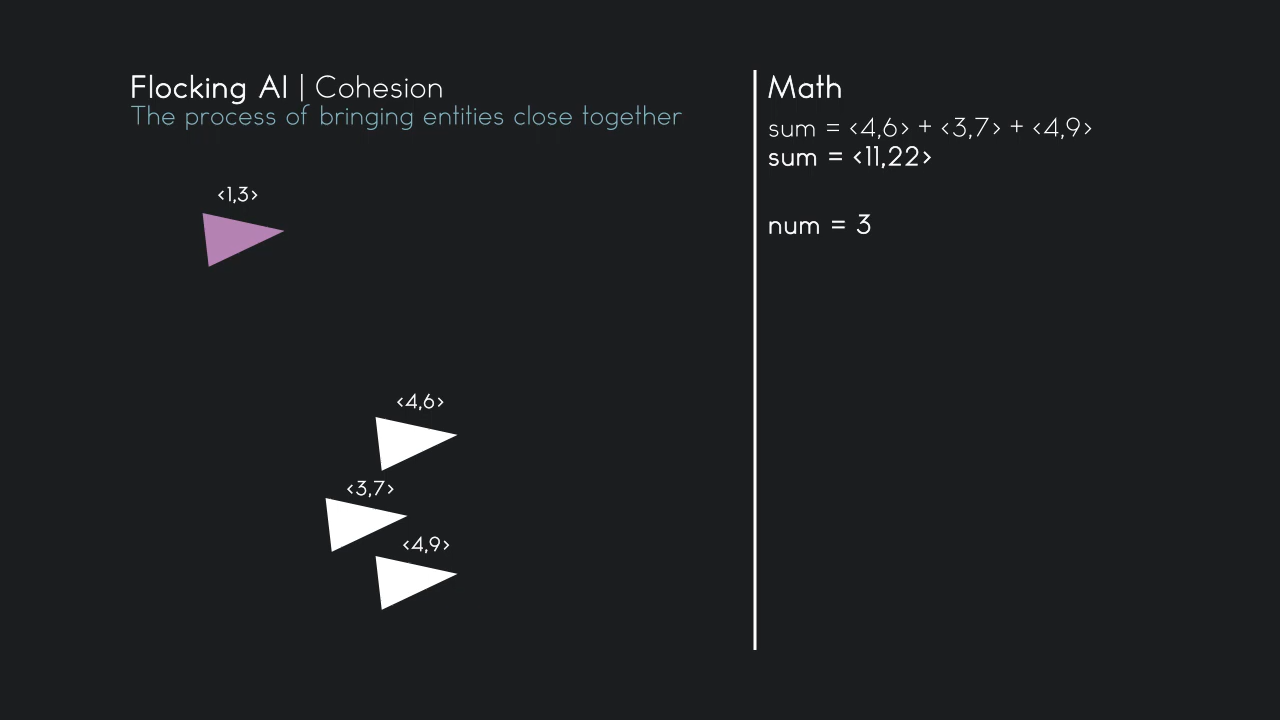 Flocking AI | Cohesion
The process of bringing entities close together
<1,3>
<4,6>
<3,7>
<4,9>
Math
sum = <4,6> + <3,7> + <4,9>
sum = <11,22>
num = 3